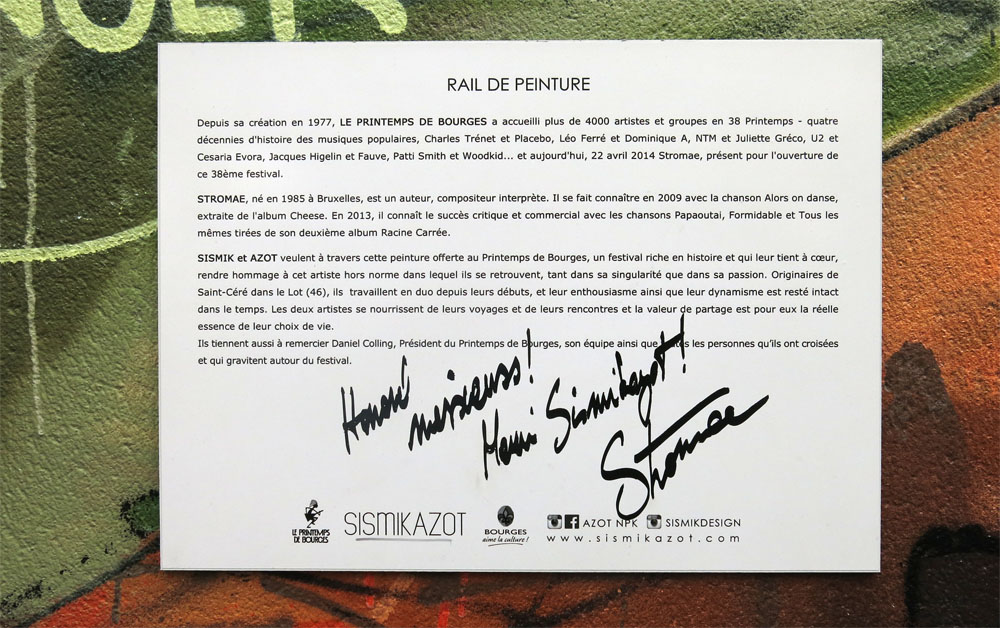 RAIL DE PEINTURE
Depuis sa création en 1977, LE PRINTEMPS DE BOURGES a accueilli plus de 4000 artistes et groupes en 38 Printemps - quatre
décennies d'histoire des musiques populaires, Charles Trénet et Placebo, Léo Ferré et Dominique A, NTM et Juliette Gréco, U2 et
Cesaria Evora, Jacques Higelin et Fauve, Patti Smith et Woodkid... et aujourd'hui, 22 avril 2014 Stromae, présent pour l'ouverture de
ce 38ème festival.
STROMAE, né en 1985 à Bruxelles, est un auteur, compositeur interprète. Il se fait connaître en 2009 avec la chanson Alors on danse,
extraite de l'album Cheese. En 2013, il connaît le succès critique et commercial avec les chansons Papaoutai, Formidable et Tous les
mêmes tirées de son deuxième album Racine Carrée.
SISMIK et AZOT veulent à travers cette peinture offerte au Printemps de Bourges, un festival riche en histoire et qui leur tient à cœur,
rendre hommage à cet artiste hors norme dans lequel ils se retrouvent, tant dans sa singularité que dans sa passion. Originaires de
Saint-Céré dans le Lot (46), ils travaillent en duo depuis leurs débuts, et leur enthousiasme ainsi que leur dynamisme est resté intact
dans le temps. Les deux artistes se nourrissent de leurs voyages et de leurs rencontres et la valeur de partage est pour eux la réelle
essence de leur choix de vie.
Ils tiennent aussi à remercier Daniel Colling, Président du Printemps de Bourges, son équipe ainsi que toutes les personnes qu'ils ont croisées
et qui gravitent autour du festival.
Honoré
messieurs !
Merci Sismikazot !
Stromae
LE PRINTEMPS
DE BOURGES
SISMIKAZOT
BOURGES
aime la culture !
AZOT NPK SISMIKDESIGN
www.sismikazot.com